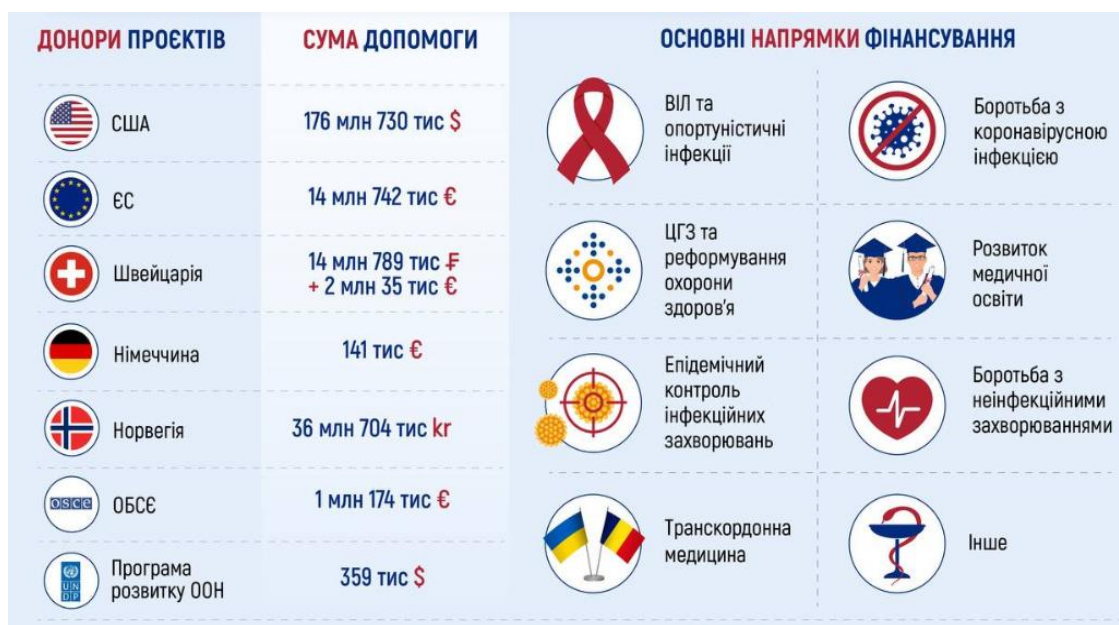 ДОНОРИ ПРОЄКТІВ
СУМА ДОПОМОГИ
США
176 млн 730 тис $
ЄС
14 млн 742 тис €
Швейцарія
14 млн 789 тис ₣
+ 2 млн 35 тис €
Німеччина
141 тис €
Норвегія
36 млн 704 тис kr
osce
ОБСЄ
1 млн 174 тис €
U N
D P
Програма
розвитку ООН
359 тис $
ОСНОВНІ НАПРЯМКИ ФІНАНСУВАННЯ
ВІЛ та
опортуністичні
інфекції
Боротьба з
коронавірусною
інфекцією
ЦГЗ та
реформування
охорони
здоров'я
Розвиток
медичної
освіти
Епідемічний
контроль
інфекційних
захворювань
Боротьба з
неінфекційними
захворюваннями
Транскордонна
медицина
Інше